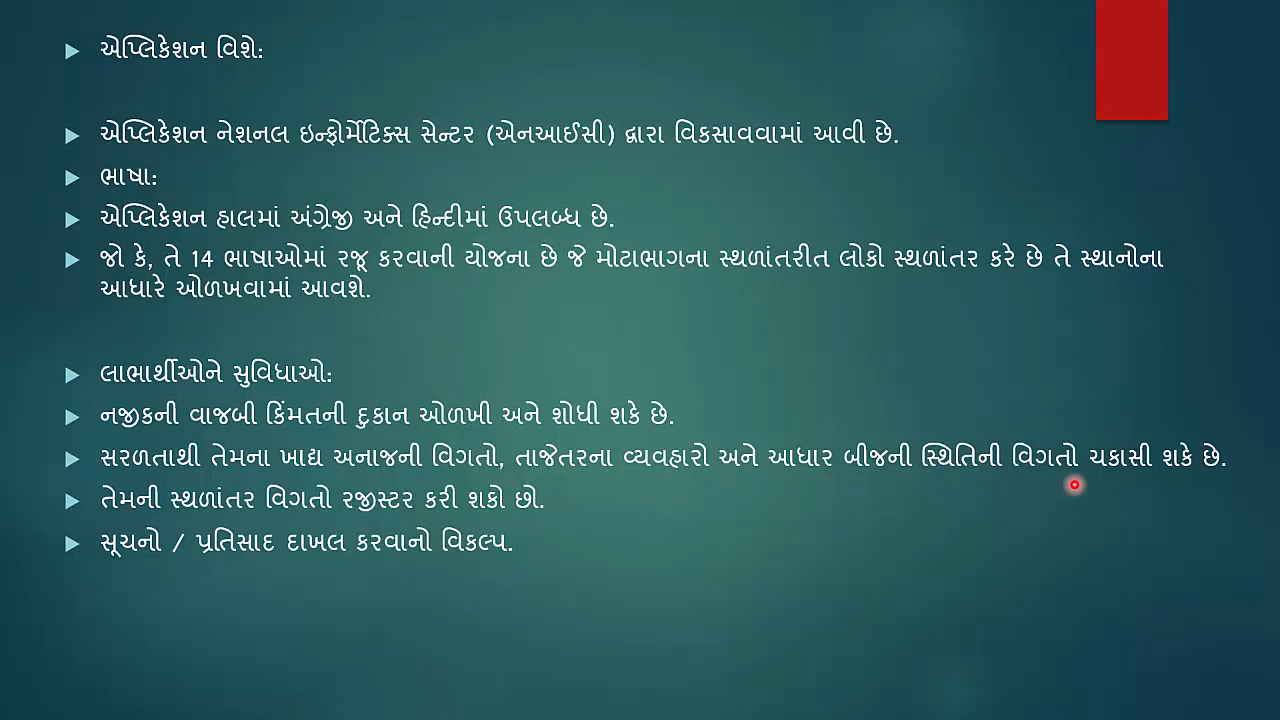 એપ્લિકેશન વિશે:
એપ્લિકેશન નેશનલ ઇન્ફોર્મેટિક્સ સેન્ટર (એનઆઈસી) દ્વારા વિકસાવવામાં આવી છે.
ભાષા:
એપ્લિકેશન હાલમાં અંગ્રેજી અને હિન્દીમાં ઉપલબ્ધ છે.
જો કે, તે 14 ભાષાઓમાં રજૂ કરવાની યોજના છે જે મોટાભાગના સ્થળાંતરીત લોકો સ્થળાંતર કરે છે તે સ્થાનોના
આધારે ઓળખવામાં આવશે.
લાભાર્થીઓને સુવિધાઓ:
નજીકની વાજબી કિંમતની દુકાન ઓળખી અને શોધી શકે છે.
સરળતાથી તેમના ખાદ્ય અનાજની વિગતો, તાજેતરના વ્યવહારો અને આધાર બીજની સ્થિતિની વિગતો ચકાસી શકે છે.
તેમની સ્થળાંતર વિગતો રજીસ્ટર કરી શકો છો.
સૂચનો / પ્રતિસાદ દાખલ કરવાનો વિકલ્પ.